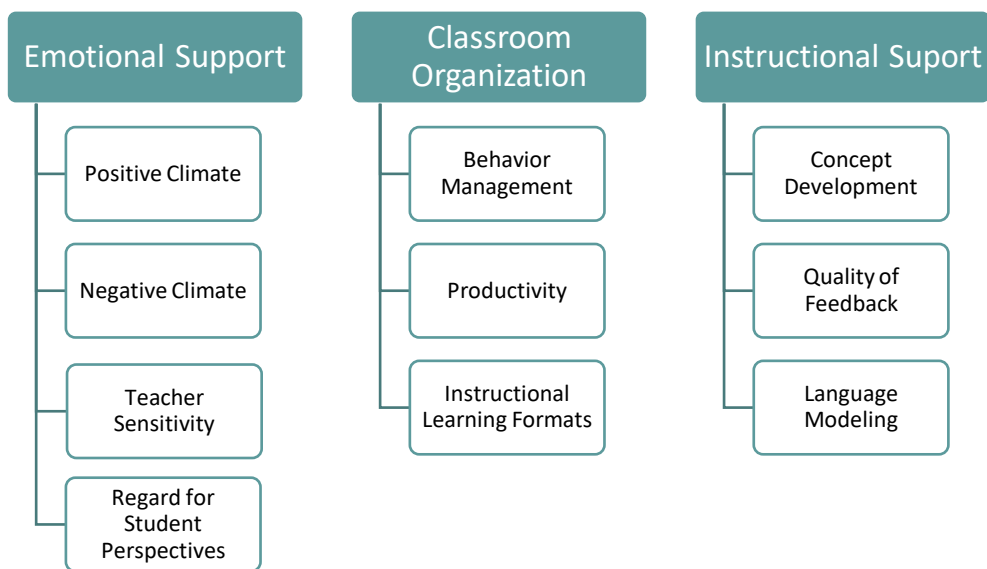 Emotional Support
Positive Climate
Negative Climate
Teacher
Sensitivity
Regard for
Student
Perspectives
Classroom
Organization
Behavior
Management
Productivity
Instructional
Learning Formats
Instructional Suport
Concept
Development
Quality of
Feedback
Language
Modeling